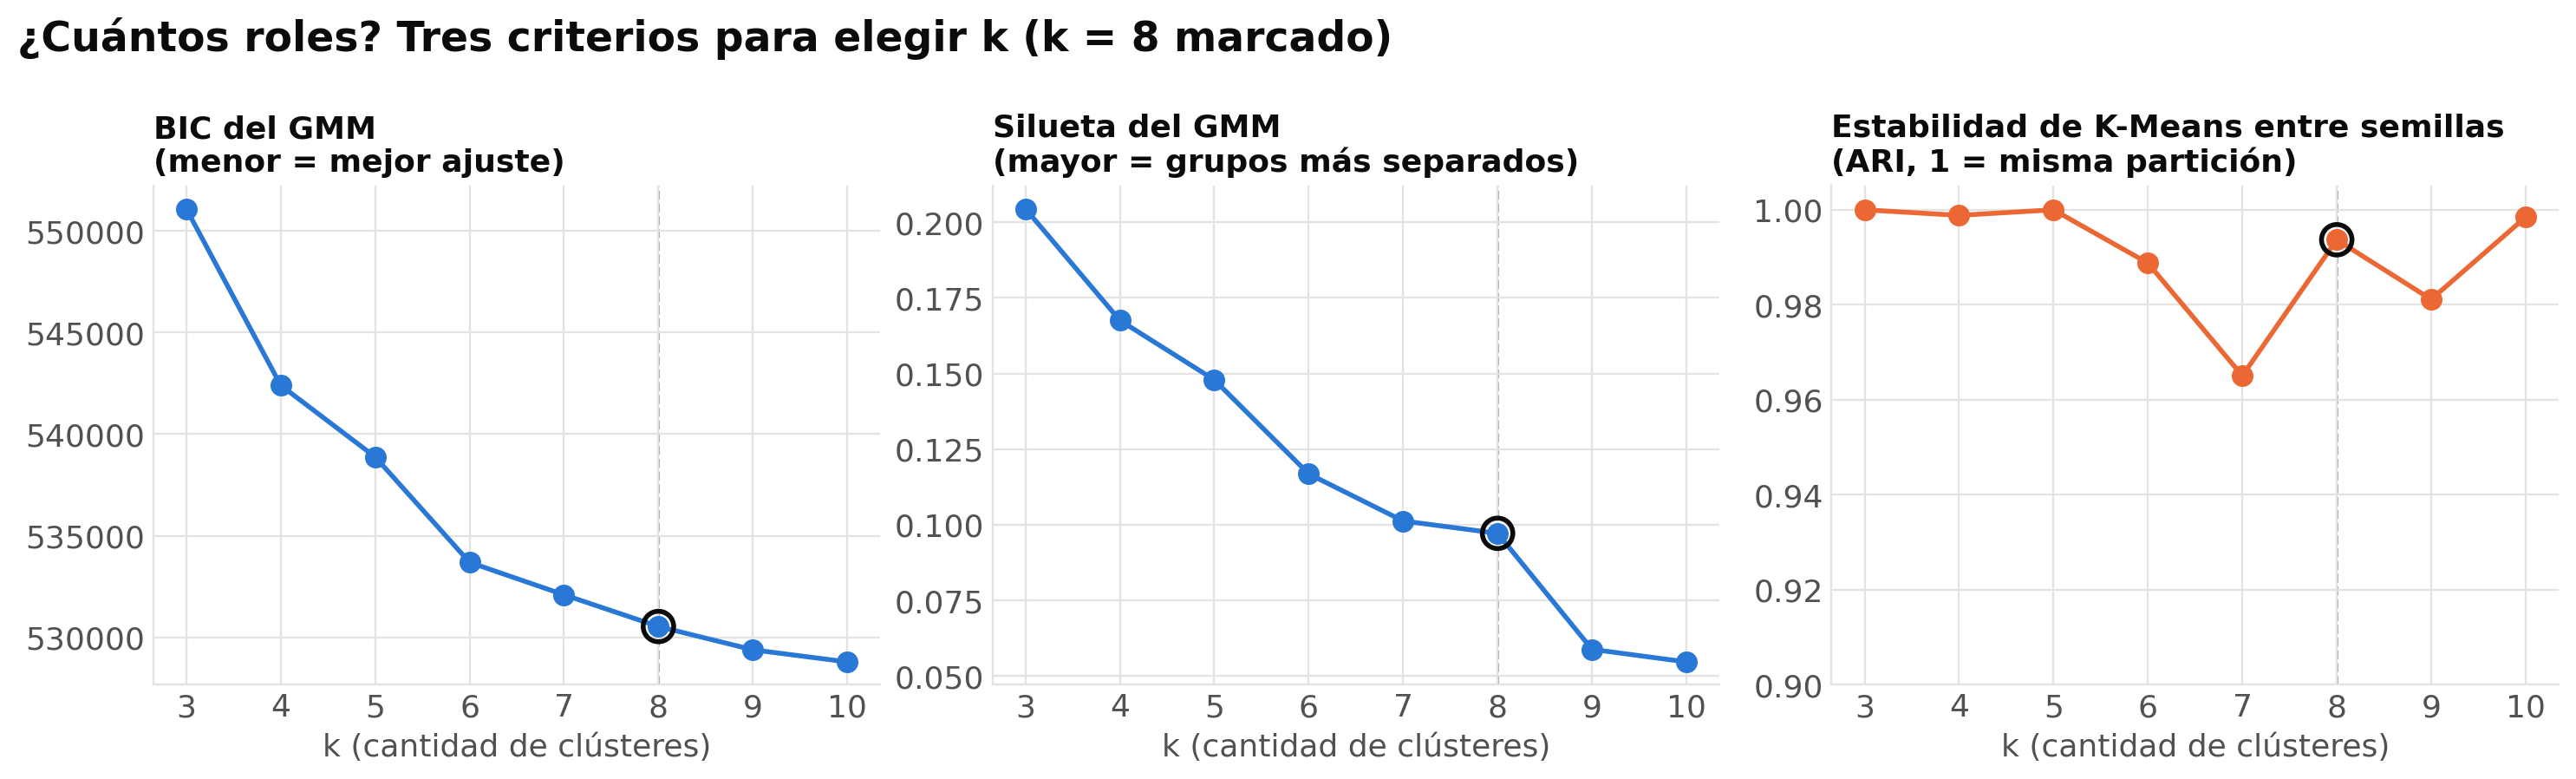 ¿Cuántos roles? Tres criterios para elegir k (k = 8 marcado)
BIC del GMM
(menor = mejor ajuste)
550000
545000
540000
535000
530000
3 4 5 6 7 8 9 10
k (cantidad de clústeres)
Silueta del GMM
(mayor = grupos más separados)
0.200
0.175
0.150
0.125
0.100
0.075
0.050
3 4 5 6 7 8 9 10
k (cantidad de clústeres)
Estabilidad de K-Means entre semillas
(ARI, 1 = misma partición)
1.00
0.98
0.96
0.94
0.92
0.90
3 4 5 6 7 8 9 10
k (cantidad de clústeres)